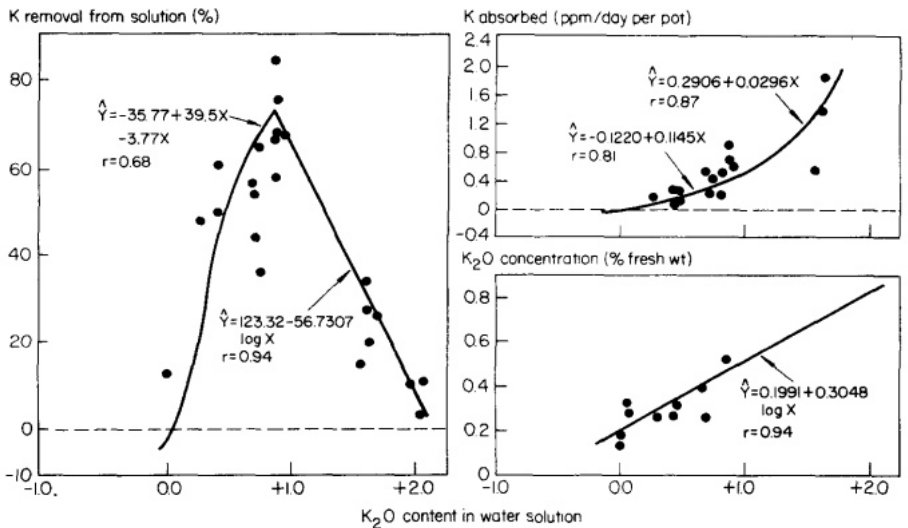 K removal from solution (%)
80
60
40
20
0
-10
Ŷ=-35.77+39.5X
-3.77X
r=0.68
Ŷ=123.32-56.7307
log X
r=0.94
-1.0
0.0
+1.0
+2.0
K absorbed (ppm/day per pot)
2.4
2.0
1.6
1.2
0.8
0.4
0
-0.4
Ŷ=0.2906+0.0296X
r=0.87
Ŷ=-0.1220+0.1145X
r=0.81
K₂O concentration (% fresh wt)
0.8
0.6
0.4
0.2
0
Ŷ=0.1991+0.3048
log X
r=0.94
-1.0
0.0
+1.0
+2.0
K₂O content in water solution